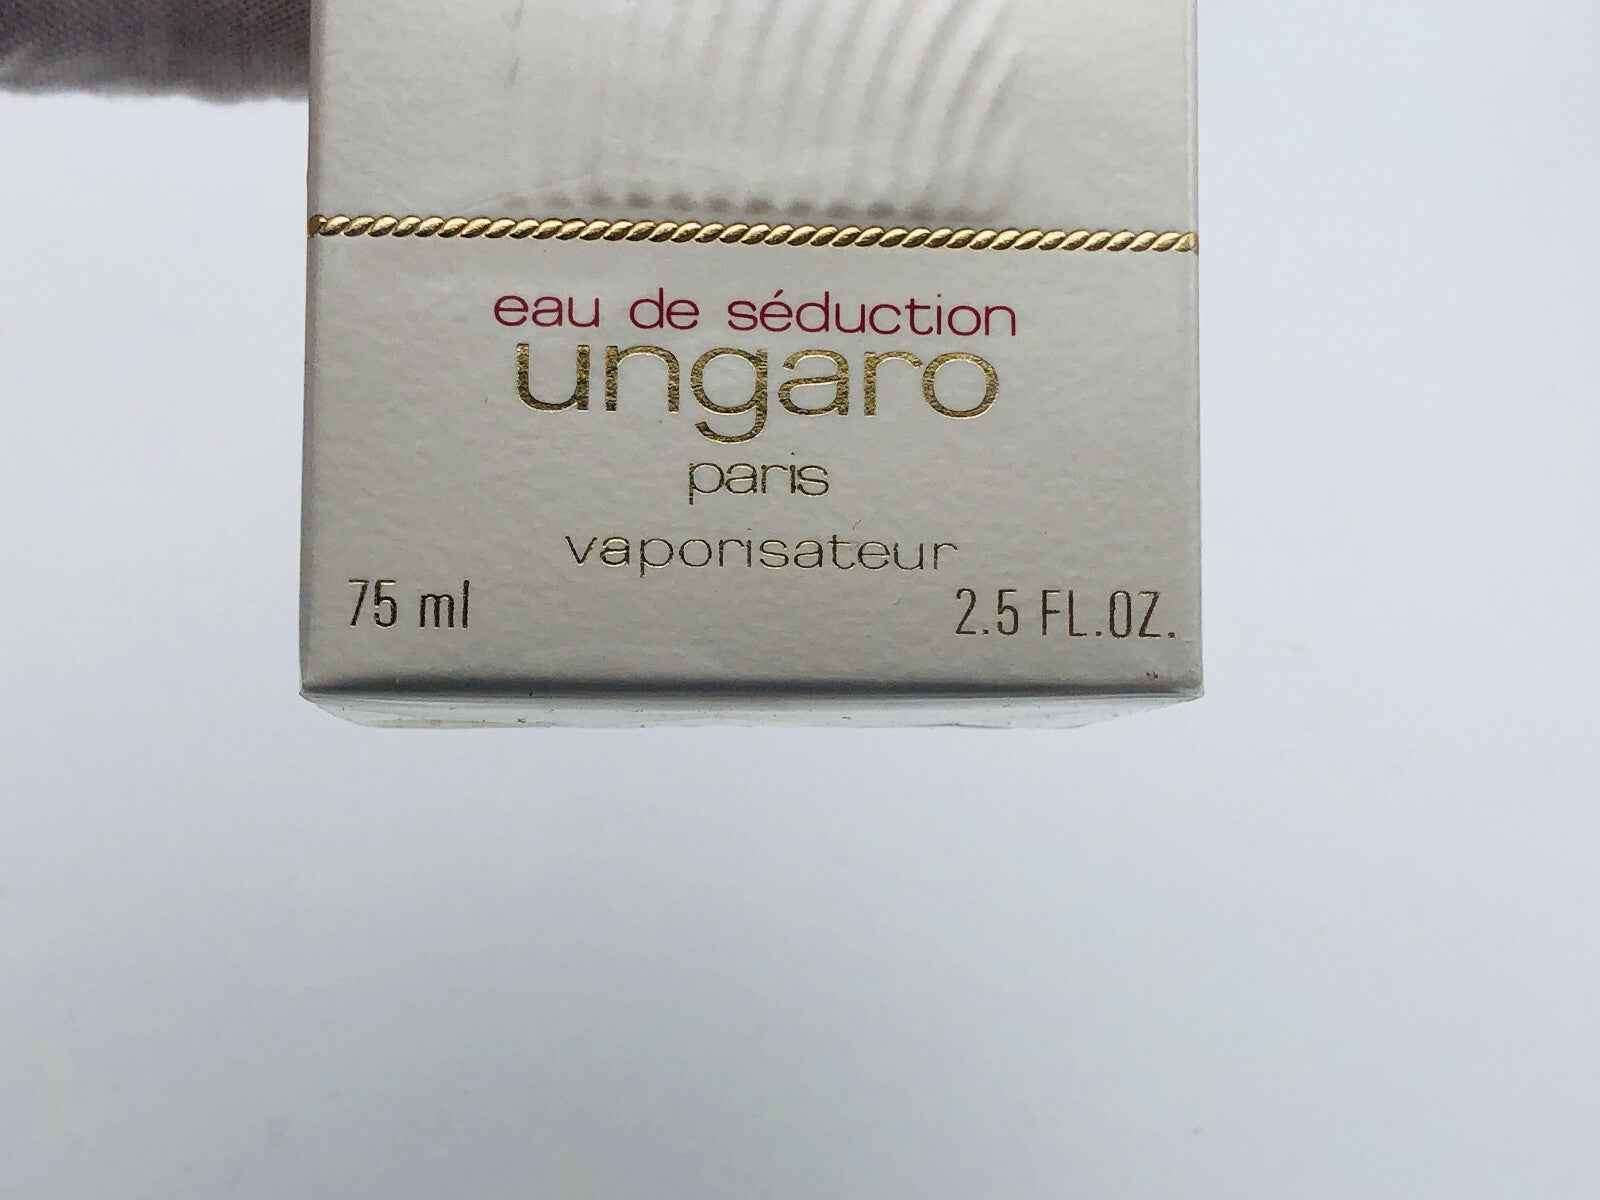 eau de séduction
ungaro
paris
vaporisateur
75 ml 2.5 FL.OZ.